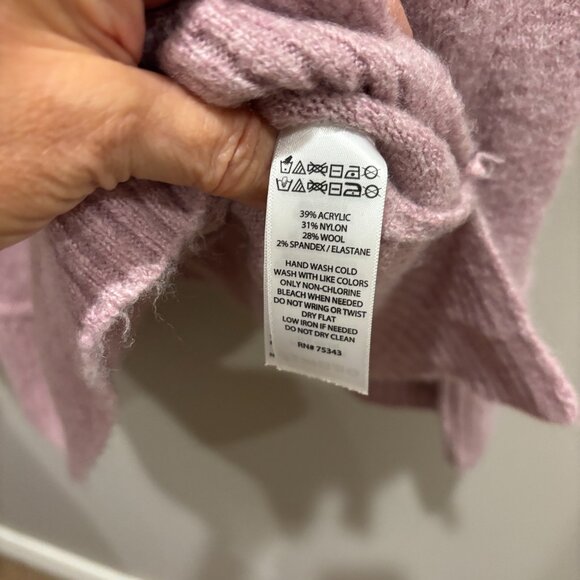 39% ACRYLIC
31% NYLON
28% WOOL
2% SPANDEX / ELASTANE
HAND WASH COLD
WASH WITH LIKE COLORS
ONLY NON-CHLORINE
BLEACH WHEN NEEDED
DO NOT WRING OR TWIST
DRY FLAT
LOW IRON IF NEEDED
DO NOT DRY CLEAN
RN# 75343